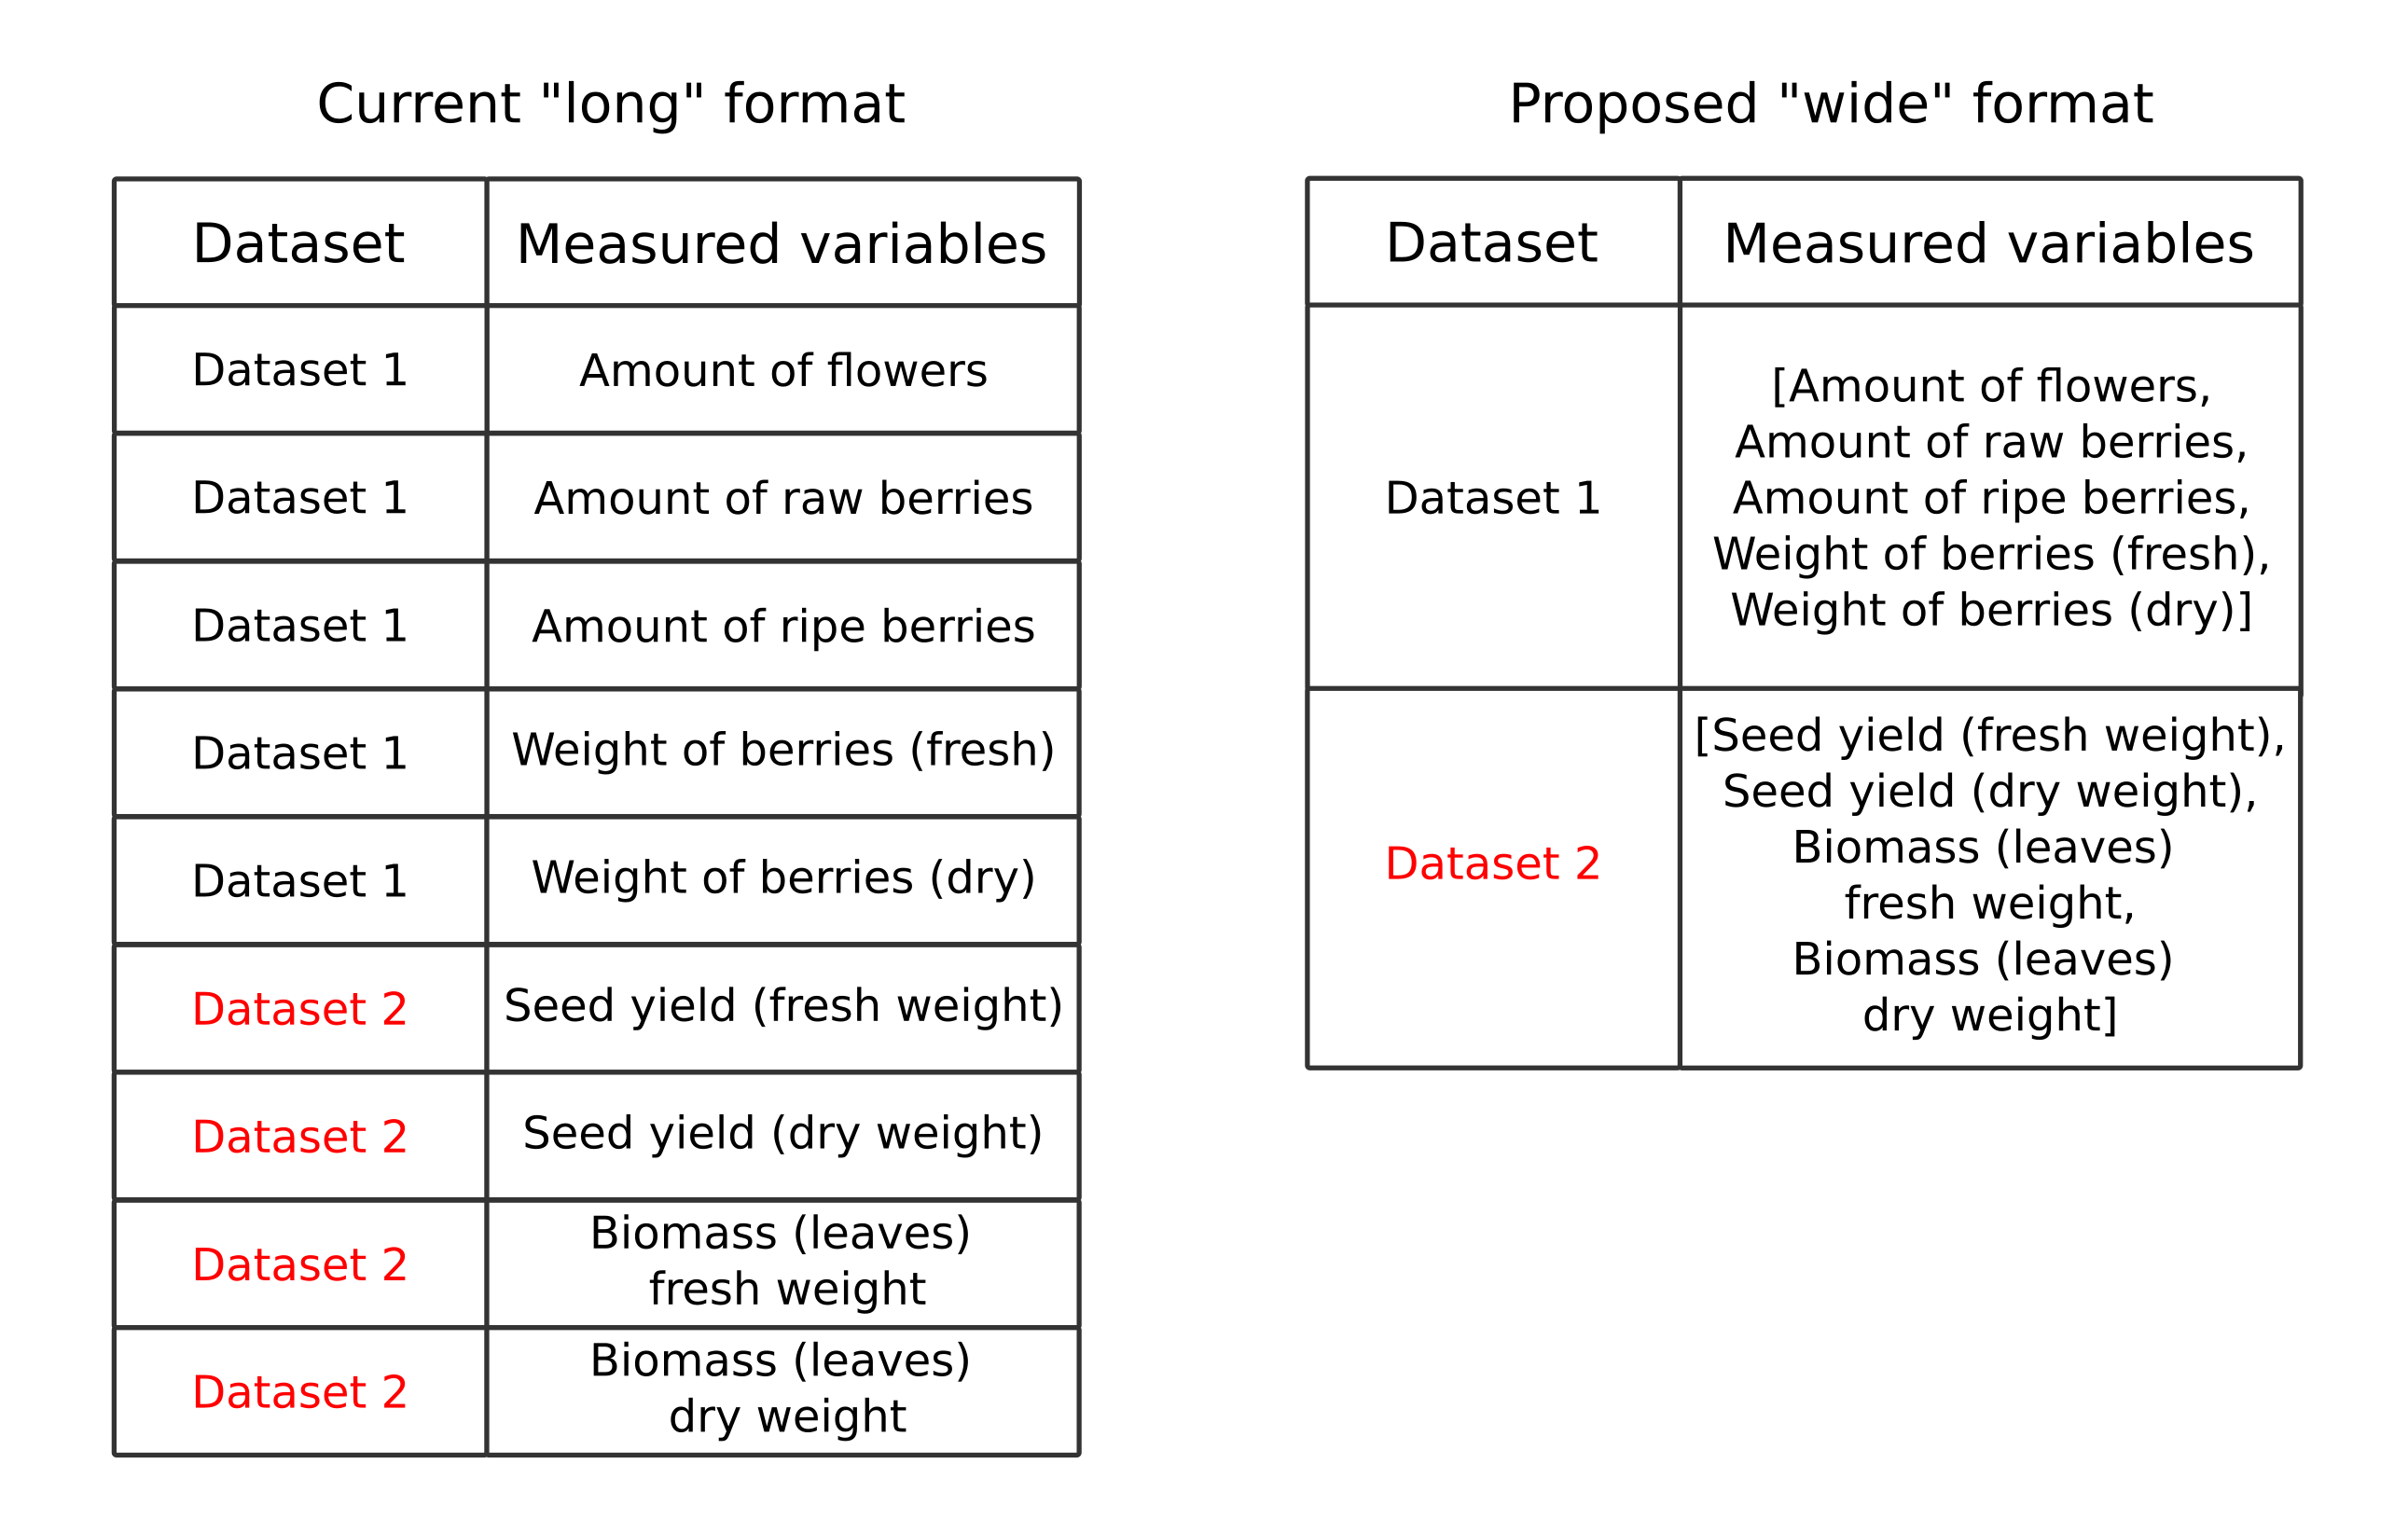 Current "long" format
Dataset
Measured variables
Dataset 1
Amount of flowers
Dataset 1
Amount of raw berries
Dataset 1
Amount of ripe berries
Dataset 1
Weight of berries (fresh)
Dataset 1
Weight of berries (dry)
Dataset 2
Seed yield (fresh weight)
Dataset 2
Seed yield (dry weight)
Dataset 2
Biomass (leaves)
fresh weight
Dataset 2
Biomass (leaves)
dry weight
Proposed "wide" format
Dataset
Measured variables
Dataset 1
[Amount of flowers,
Amount of raw berries,
Amount of ripe berries,
Weight of berries (fresh),
Weight of berries (dry)]
Dataset 2
[Seed yield (fresh weight),
Seed yield (dry weight),
Biomass (leaves)
fresh weight,
Biomass (leaves)
dry weight]